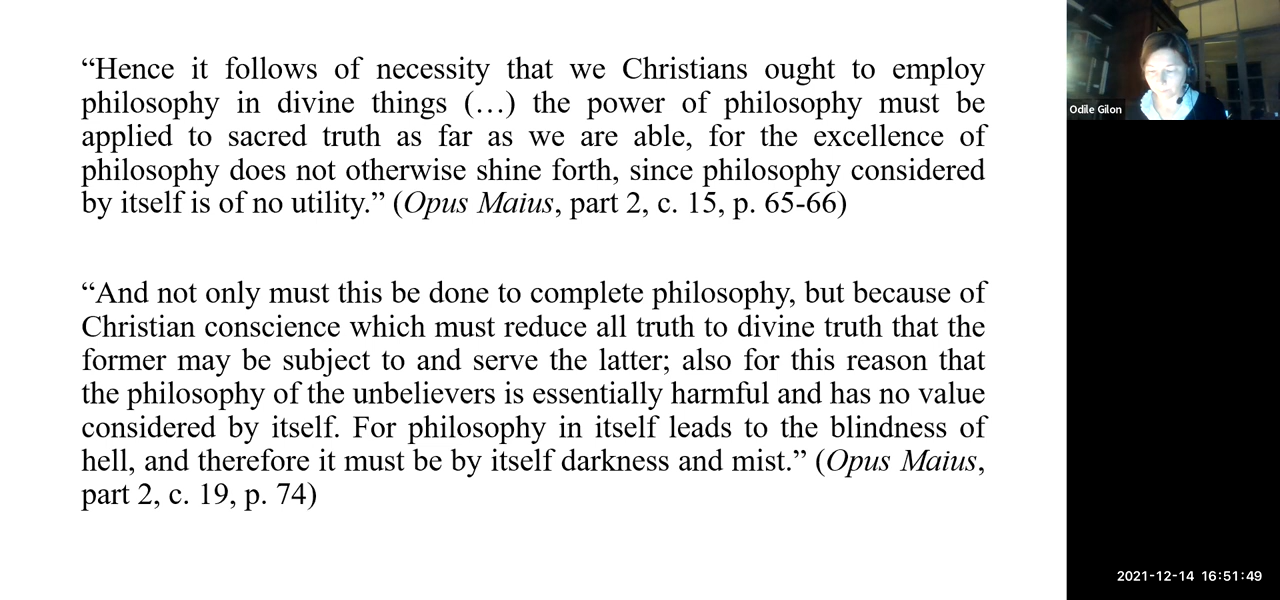 “Hence it follows of necessity that we Christians ought to employ
philosophy in divine things (…) the power of philosophy must be
applied to sacred truth as far as we are able, for the excellence of
philosophy does not otherwise shine forth, since philosophy considered
by itself is of no utility.” (Opus Maius, part 2, c. 15, p. 65-66)
“And not only must this be done to complete philosophy, but because of
Christian conscience which must reduce all truth to divine truth that the
former may be subject to and serve the latter; also for this reason that
the philosophy of the unbelievers is essentially harmful and has no value
considered by itself. For philosophy in itself leads to the blindness of
hell, and therefore it must be by itself darkness and mist.” (Opus Maius,
part 2, c. 19, p. 74)
Odile Gilon
2021-12-14 16:51:49